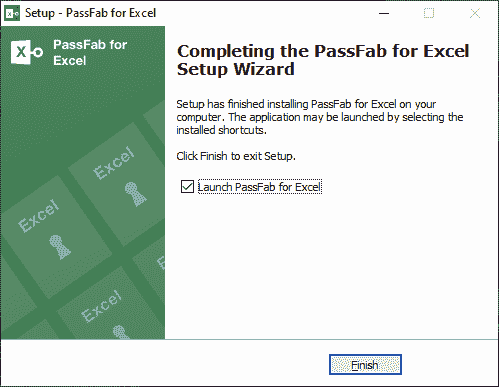 Setup - PassFab for Excel
PassFab for
Excel
Completing the PassFab for Excel
Setup Wizard
Setup has finished installing PassFab for Excel on your
computer. The application may be launched by selecting the
installed shortcuts.
Click Finish to exit Setup.
Launch PassFab for Excel
Excel
Excel
Excel
Excel
Finish